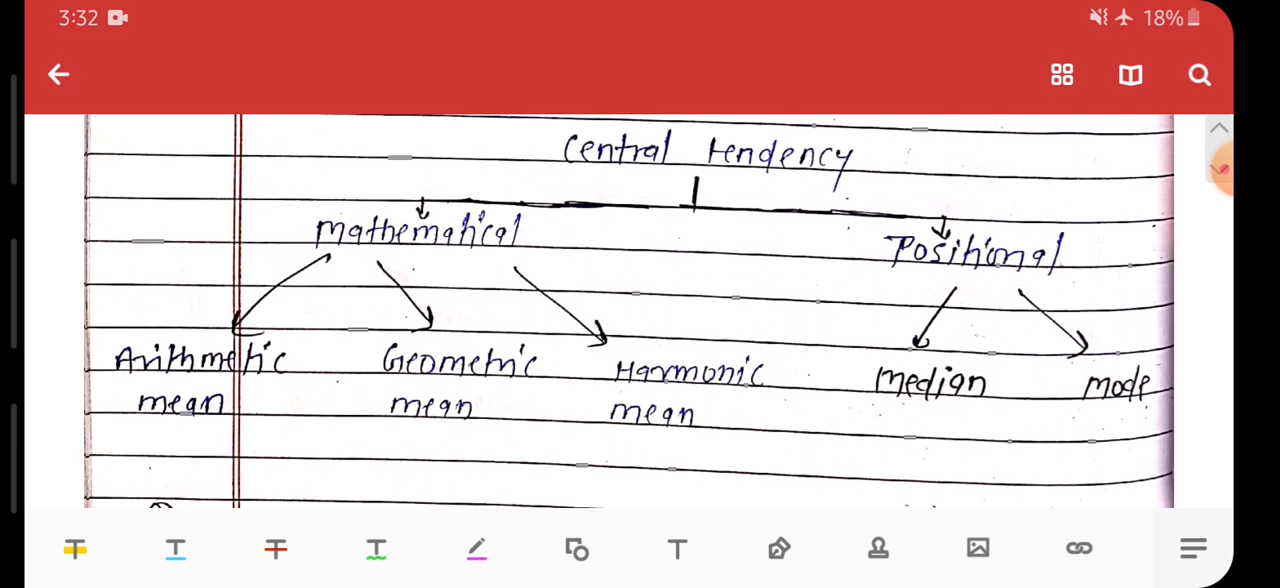 3:32
18%
Central tendency
Mathematical
Positional
Arithmetic mean
Geometric mean
Harmonic mean
Median
Mode